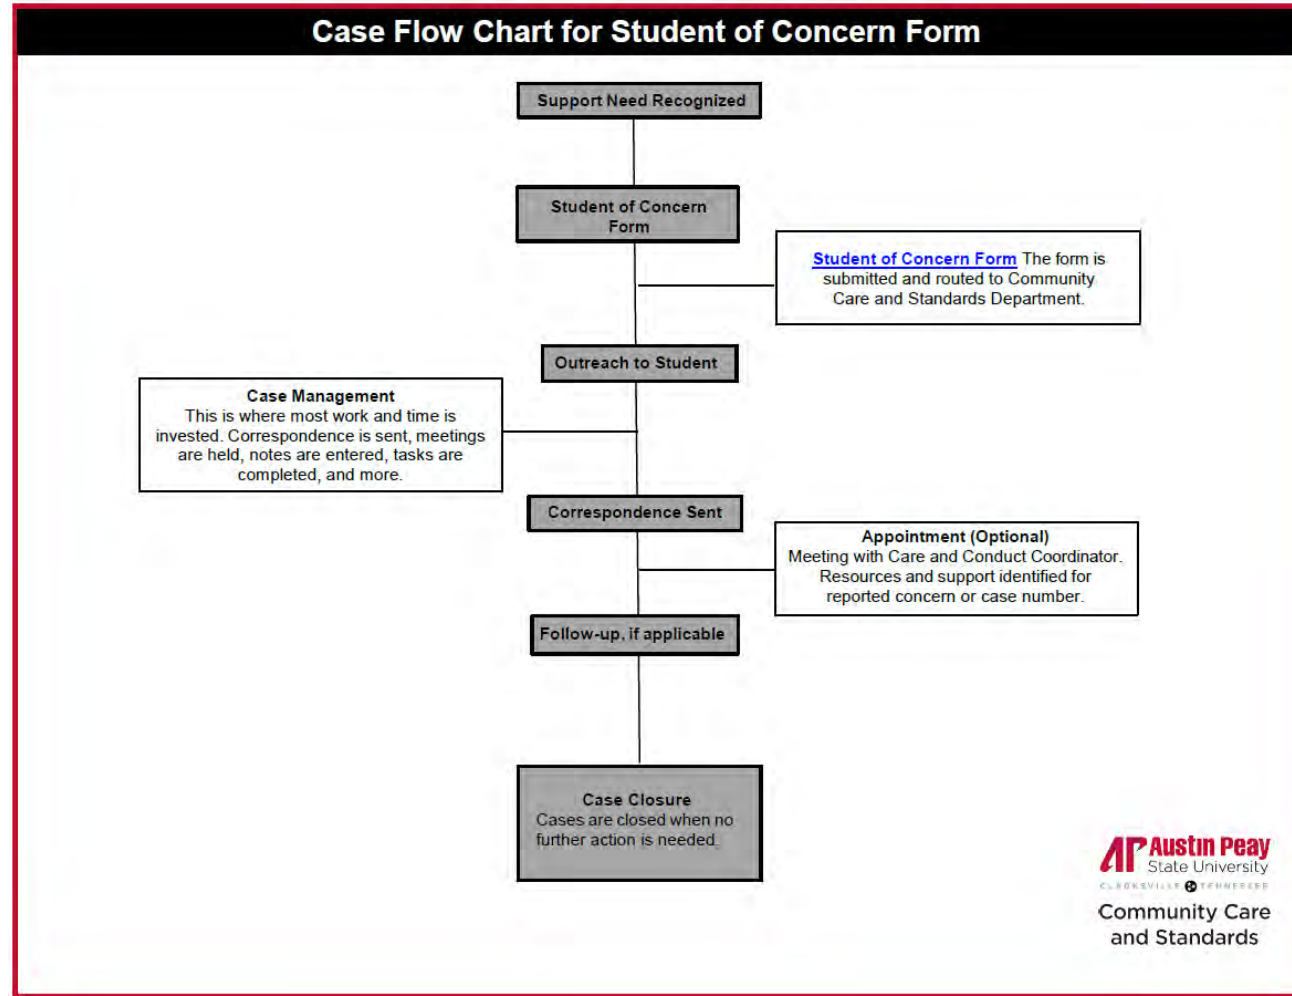 Case Flow Chart for Student of Concern Form
Support Need Recognized
Student of Concern
Form
Student of Concern Form The form is
submitted and routed to Community
Care and Standards Department.
Outreach to Student
Case Management
This is where most work and time is
invested. Correspondence is sent, meetings
are held, notes are entered, tasks are
completed, and more.
Correspondence Sent
Appointment (Optional)
Meeting with Care and Conduct Coordinator.
Resources and support identified for
reported concern or case number.
Follow-up, if applicable
Case Closure
Cases are closed when no
further action is needed.
AP Austin Peay
State University
CLARKSVILLE TENNESSEE
Community Care
and Standards